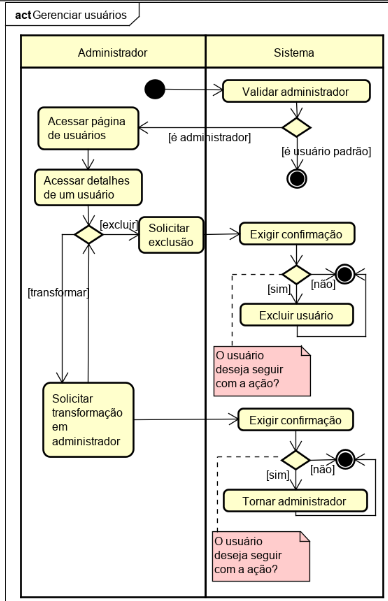 act Gerenciar usuários
Administrador
Sistema
Validar administrador
Acessar página
de usuários
[é administrador]
[é usuário padrão]
Acessar detalhes
de um usuário
[excluir]
Solicitar
exclusão
Exigir confirmação
[transformar]
[sim]
[não]
Excluir usuário
O usuário
deseja seguir
com a ação?
Solicitar
transformação
em
administrador
Exigir confirmação
[sim]
[não]
Tornar administrador
O usuário
deseja seguir
com a ação?